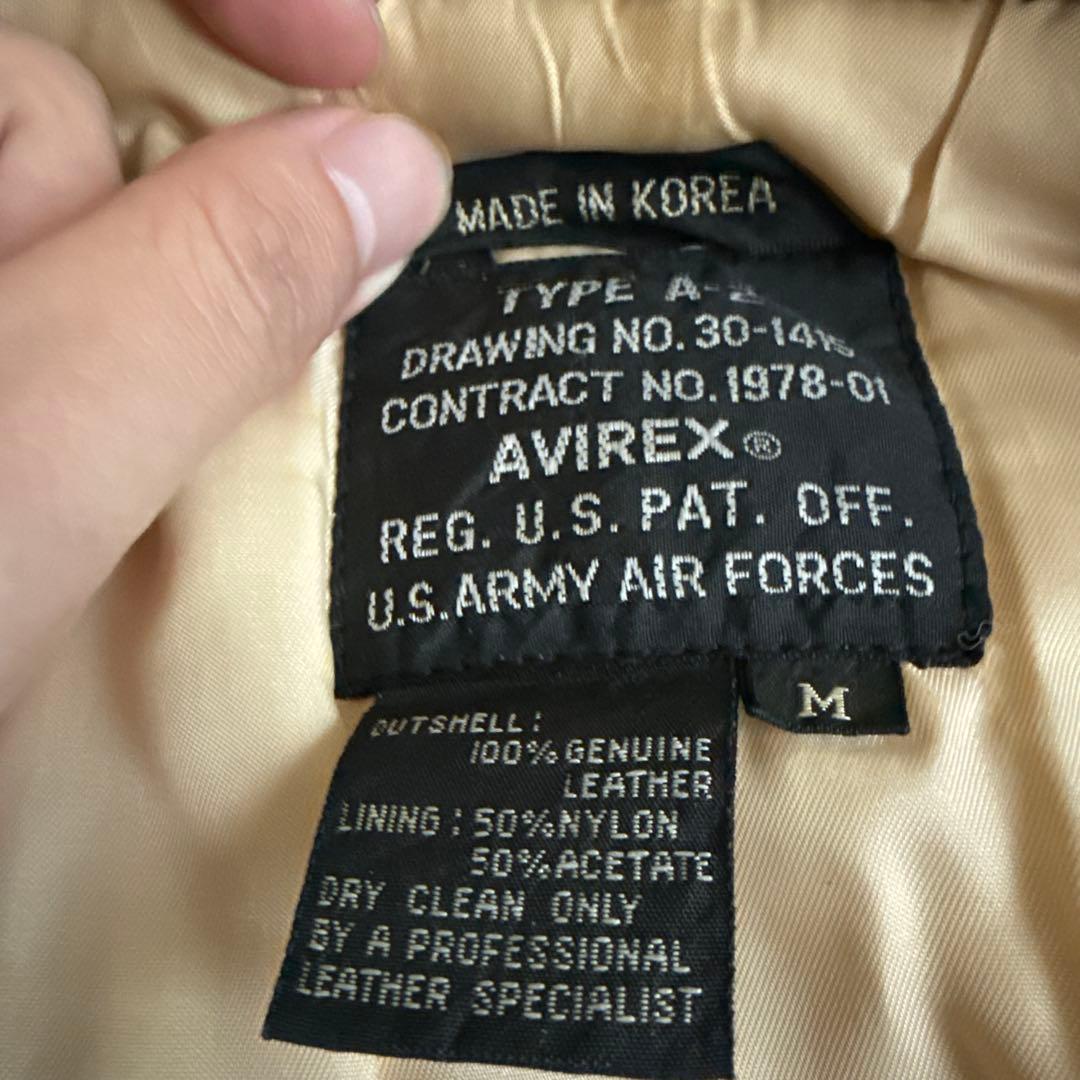 MADE IN KOREA
TYPE A-2
DRAWING NO. 30-1415
CONTRACT NO. 1978-01
AVIREX®
REG. U.S. PAT. OFF.
U.S. ARMY AIR FORCES
M
OUTSHELL:
100% GENUINE
LEATHER
LINING: 50% NYLON
50% ACETATE
DRY CLEAN ONLY
BY A PROFESSIONAL
LEATHER SPECIALIST